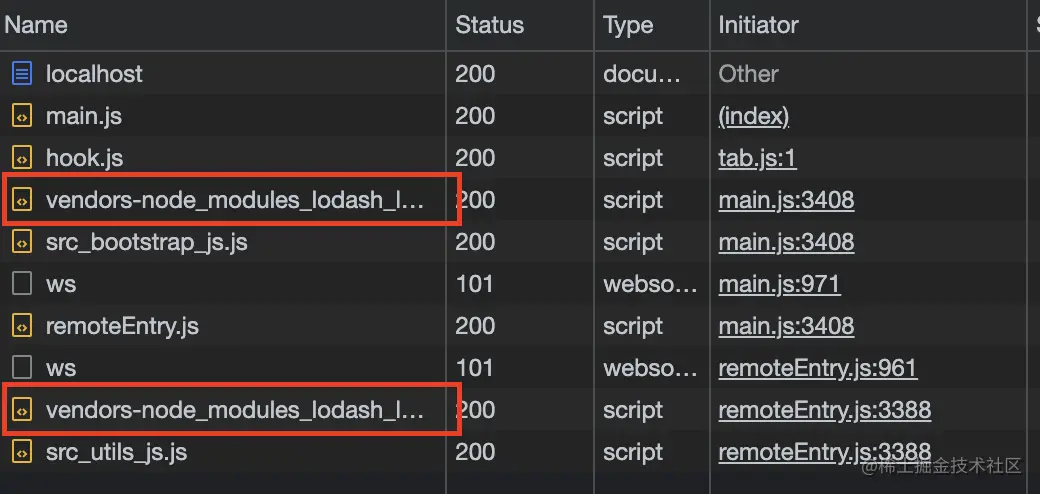 Name Status Type Initiator
localhost 200 docu... Other
main.js 200 script (index)
hook.js 200 script tab.js:1
vendors-node_modules_lodash_l... 200 script main.js:3408
src_bootstrap_js.js 200 script main.js:3408
ws 101 webso... main.js:971
remoteEntry.js 200 script main.js:3408
ws 101 webso... remoteEntry.js:961
vendors-node_modules_lodash_l... 200 script remoteEntry.js:3388
src_utils_js.js 200 script remoteEntry.js:3388
@稀土掘金技术社区